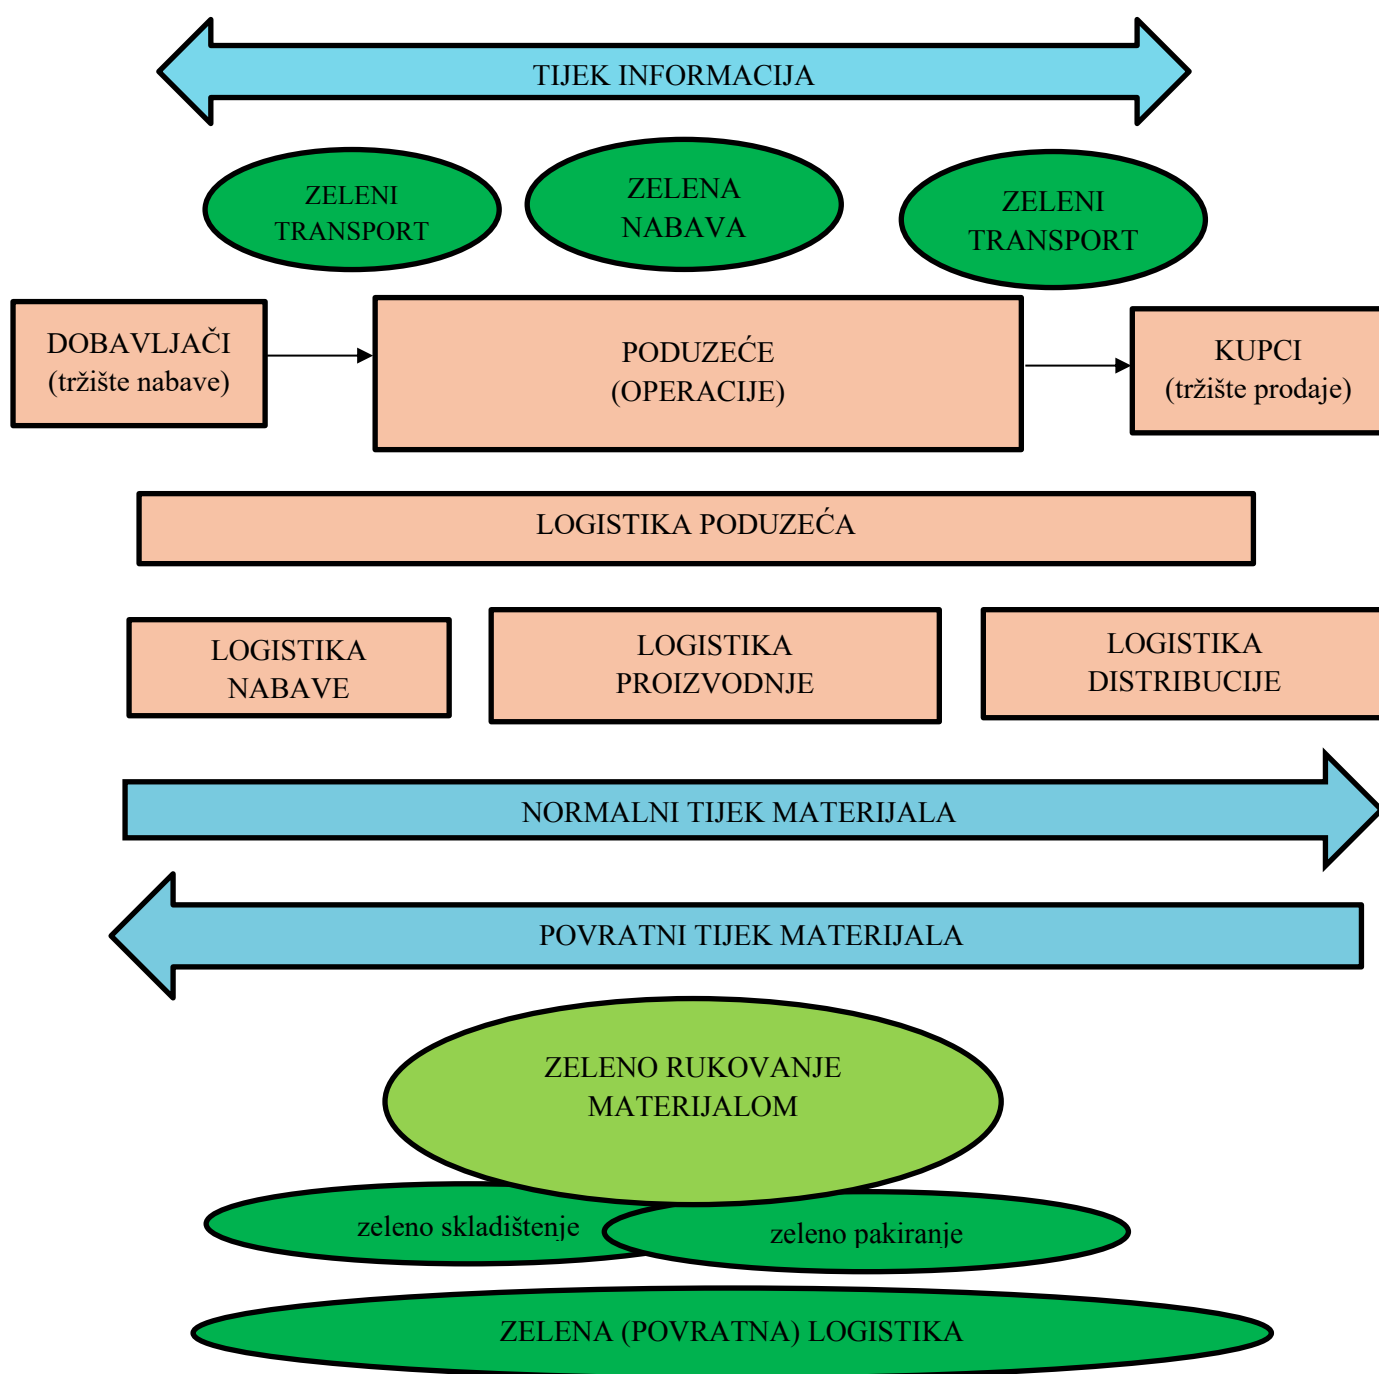 TIJEK INFORMACIJA
ZELENI
TRANSPORT
ZELENA
NABAVA
ZELENI
TRANSPORT
DOBAVLJAČI
(tržište nabave)
PODUZEĆE
(OPERACIJE)
KUPCI
(tržište prodaje)
LOGISTIKA PODUZEĆA
LOGISTIKA
NABAVE
LOGISTIKA
PROIZVODNJE
LOGISTIKA
DISTRIBUCIJE
NORMALNI TIJEK MATERIJALA
POVRATNI TIJEK MATERIJALA
ZELENO RUKOVANJE
MATERIJALOM
zeleno skladištenje
zeleno pakiranje
ZELENA (POVRATNA) LOGISTIKA